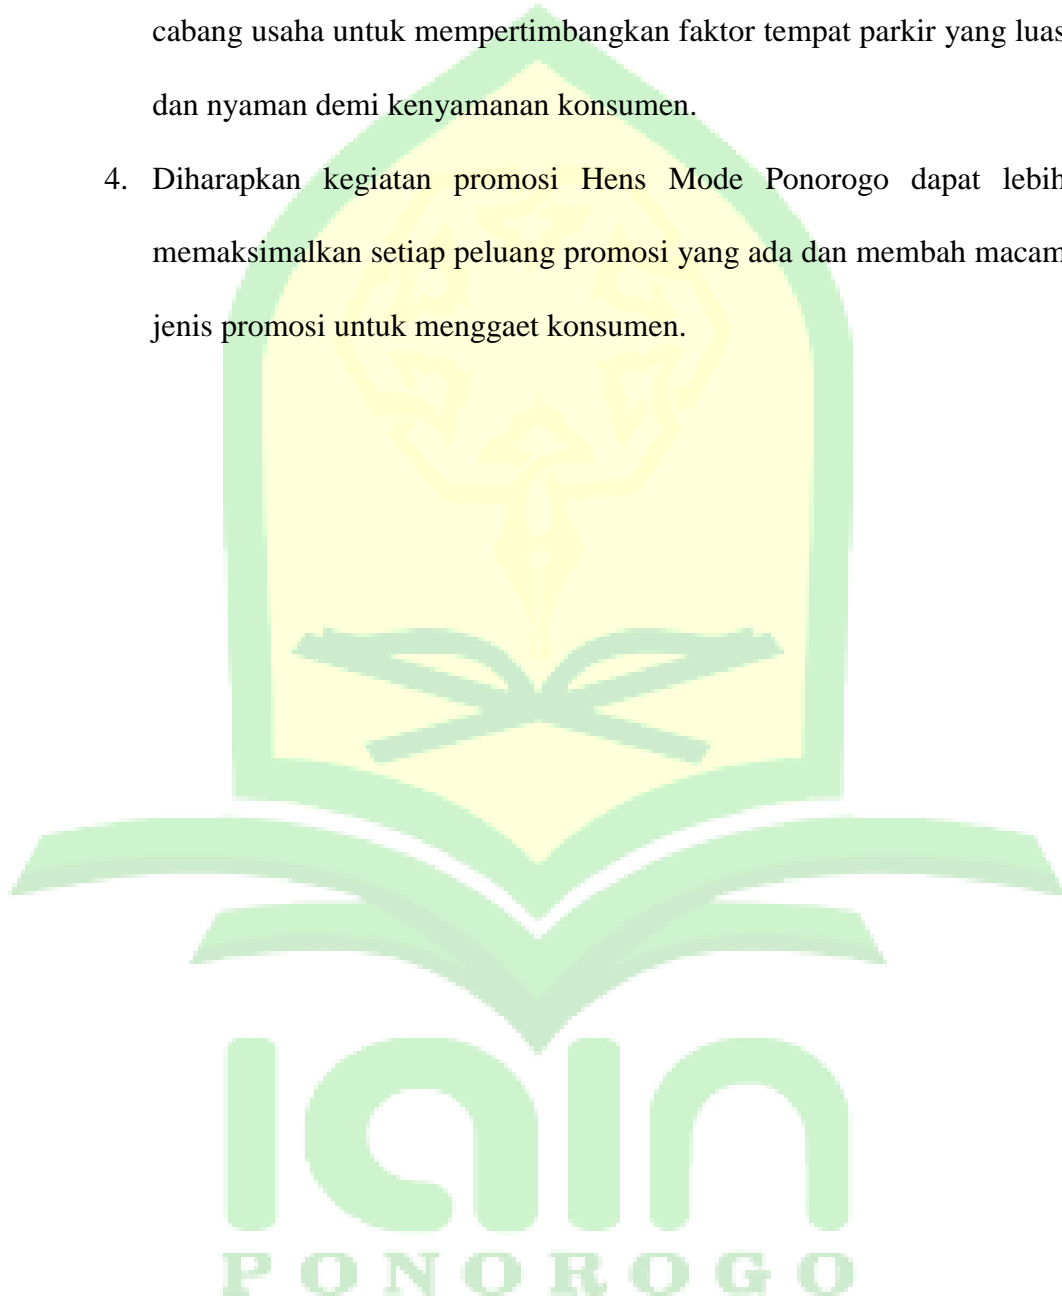 cabang usaha untuk mempertimbangkan faktor tempat parkir yang luas
dan nyaman demi kenyamanan konsumen.
4. Diharapkan kegiatan promosi Hens Mode Ponorogo dapat lebih
memaksimalkan setiap peluang promosi yang ada dan membah macam
jenis promosi untuk menggaet konsumen.
iain
PONOROGO